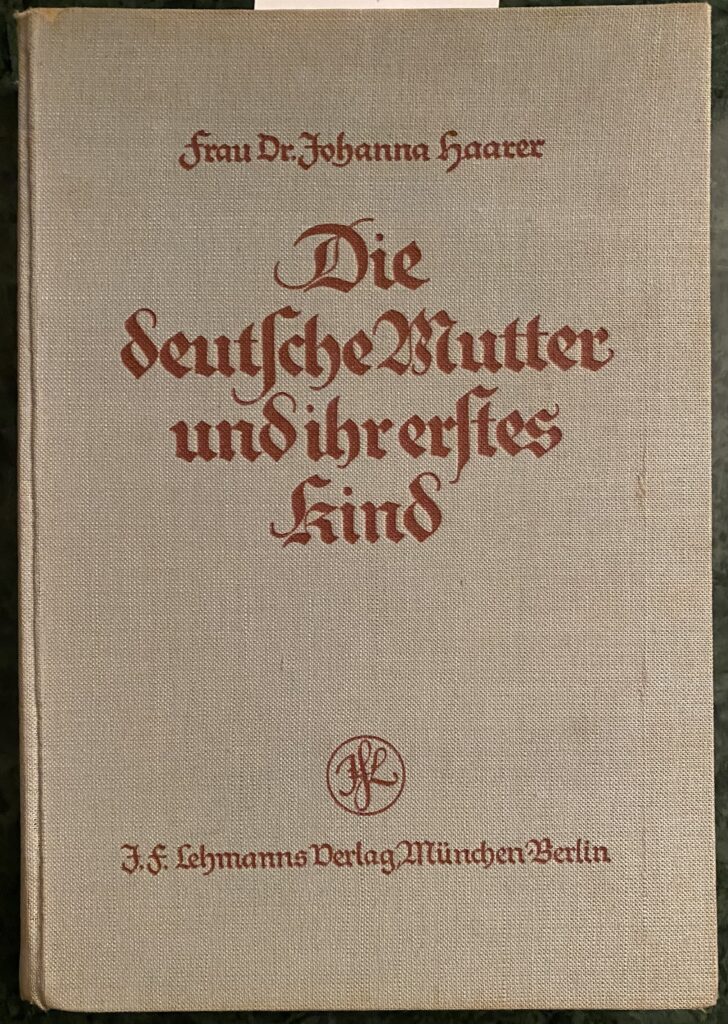 Frau Dr. Johanna Haarer
Die
deutſche Mutter
und ihr erſtes
Kind
JFL
J. F. Lehmanns Verlag München-Berlin